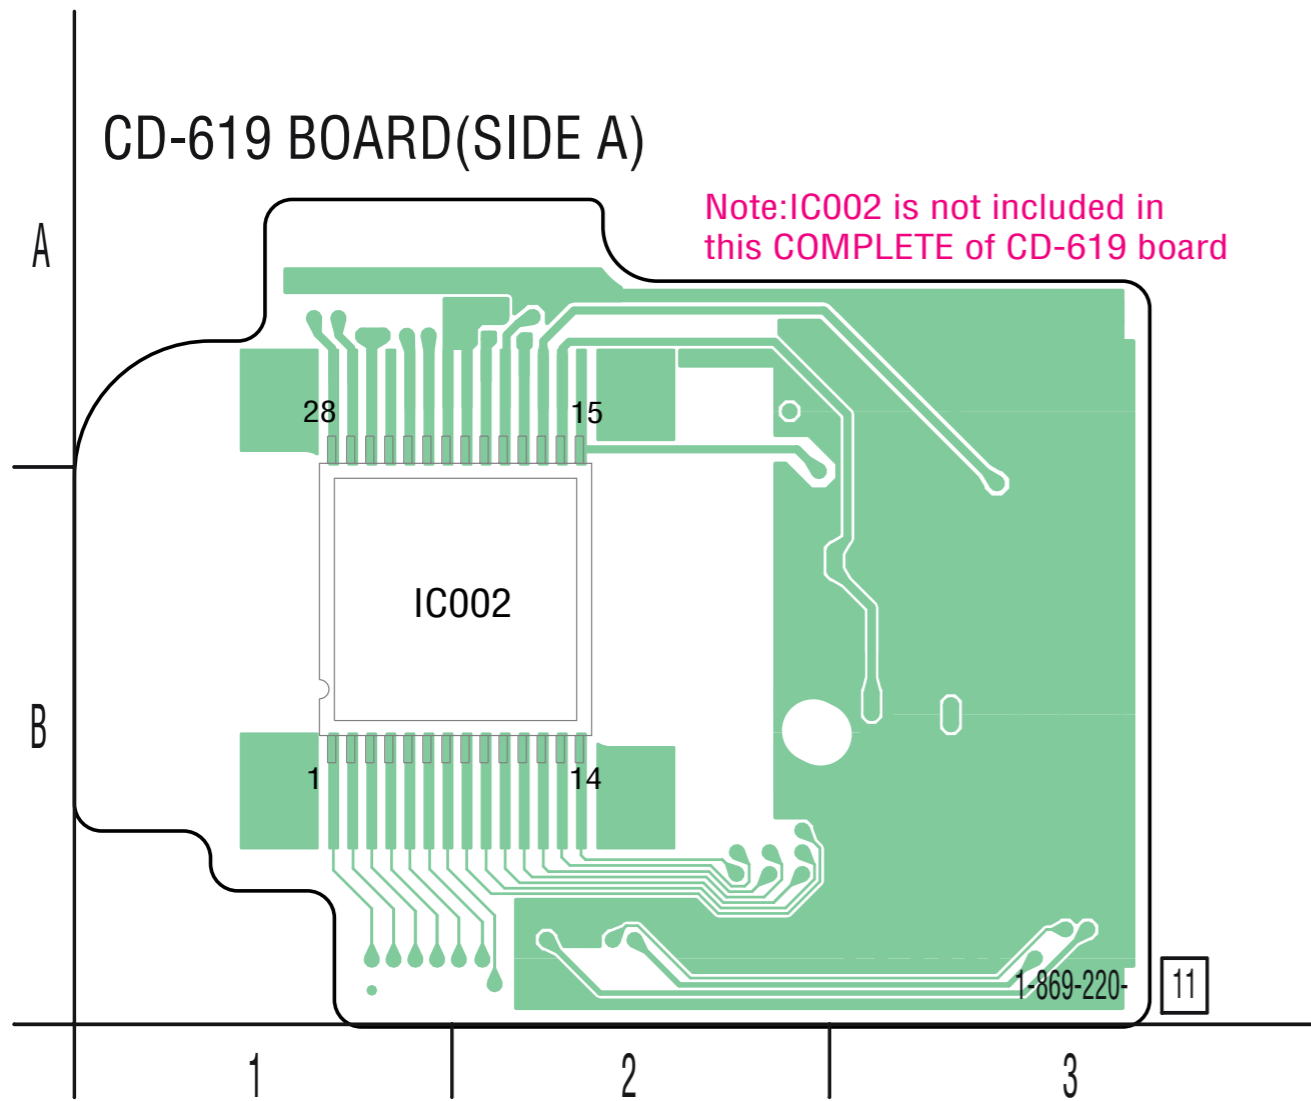 CD-619 BOARD(SIDE A)
Note:IC002 is not included in
this COMPLETE of CD-619 board
A
28
15
IC002
B
1
14
1-869-220-
11
1
2
3